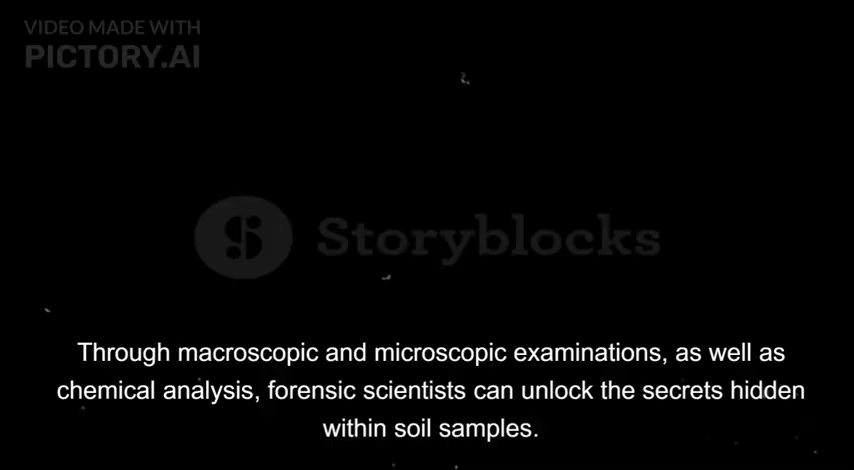 VIDEO MADE WITH
PICTORY.AI
Storyblocks
Through macroscopic and microscopic examinations, as well as
chemical analysis, forensic scientists can unlock the secrets hidden
within soil samples.